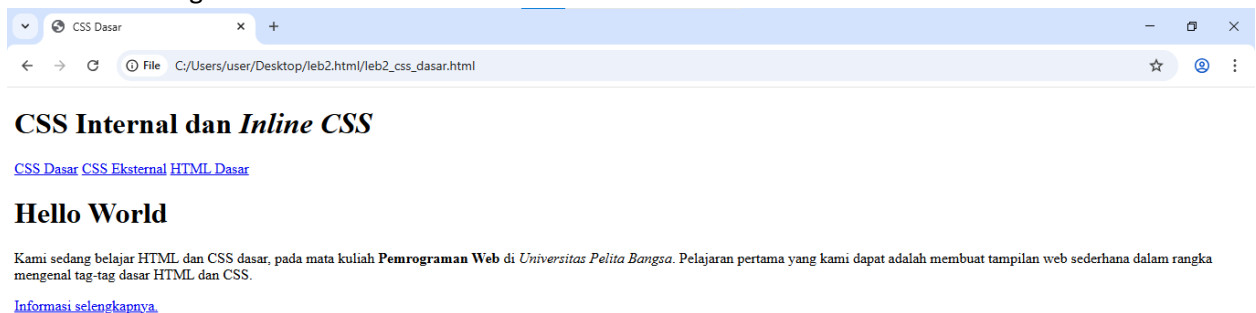 CSS Dasar
File C:/Users/user/Desktop/leb2.html/leb2_css_dasar.html
CSS Internal dan Inline CSS
CSS Dasar CSS Eksternal HTML Dasar
Hello World
Kami sedang belajar HTML dan CSS dasar, pada mata kuliah Pemrograman Web di Universitas Pelita Bangsa. Pelajaran pertama yang kami dapat adalah membuat tampilan web sederhana dalam rangka
mengenal tag-tag dasar HTML dan CSS.
Informasi selengkapnya.